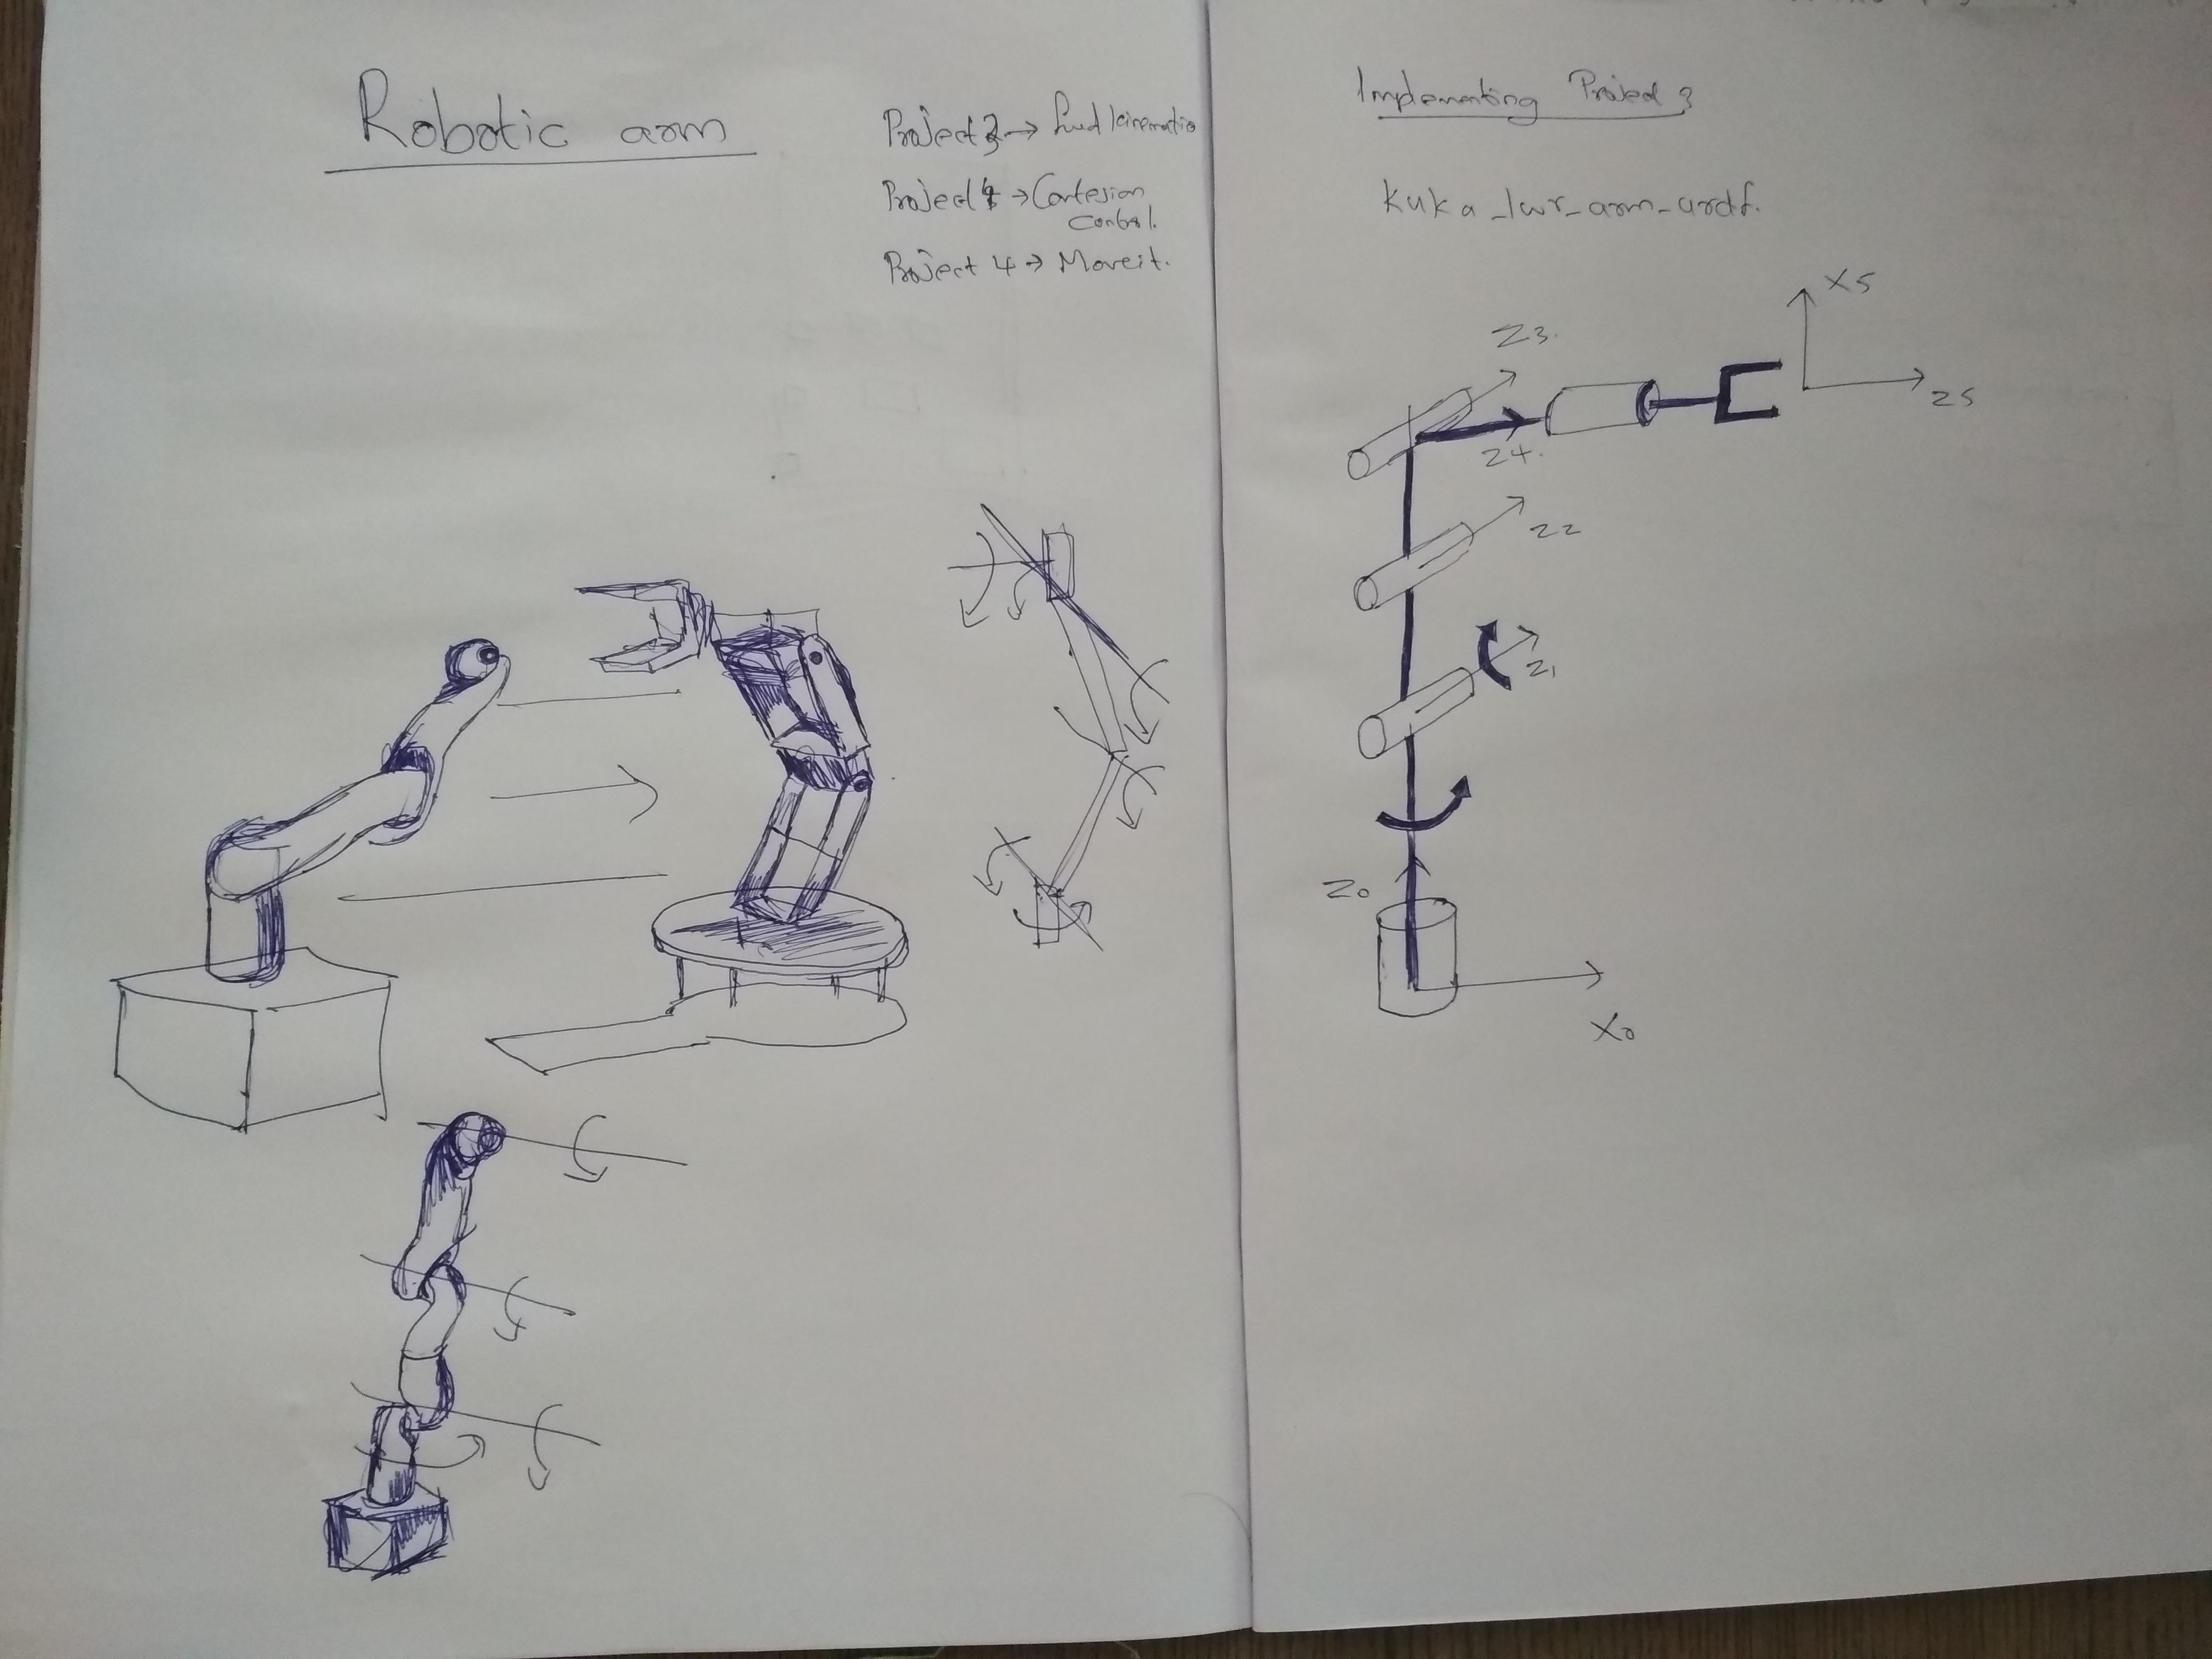 Robotic arm
Project 3 → fwd kinematics
Project 4 → Cartesian
control.
Project 4 → Moveit.
Implementing Project 3
kuka_lwr_arm_urdf.
X5
Z3.
Z5
Z4.
Z2
Z1
Z0
X0